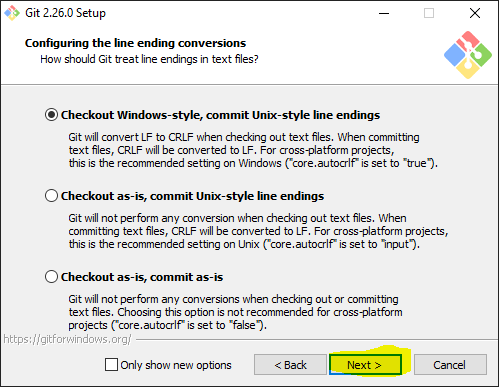 Git 2.26.0 Setup
Configuring the line ending conversions
How should Git treat line endings in text files?
Checkout Windows-style, commit Unix-style line endings
Git will convert LF to CRLF when checking out text files. When committing
text files, CRLF will be converted to LF. For cross-platform projects,
this is the recommended setting on Windows ("core.autocrlf" is set to "true").
Checkout as-is, commit Unix-style line endings
Git will not perform any conversion when checking out text files. When
committing text files, CRLF will be converted to LF. For cross-platform projects,
this is the recommended setting on Unix ("core.autocrlf" is set to "input").
Checkout as-is, commit as-is
Git will not perform any conversions when checking out or committing
text files. Choosing this option is not recommended for cross-platform
projects ("core.autocrlf" is set to "false").
https://gitforwindows.org/
Only show new options
< Back
Next >
Cancel